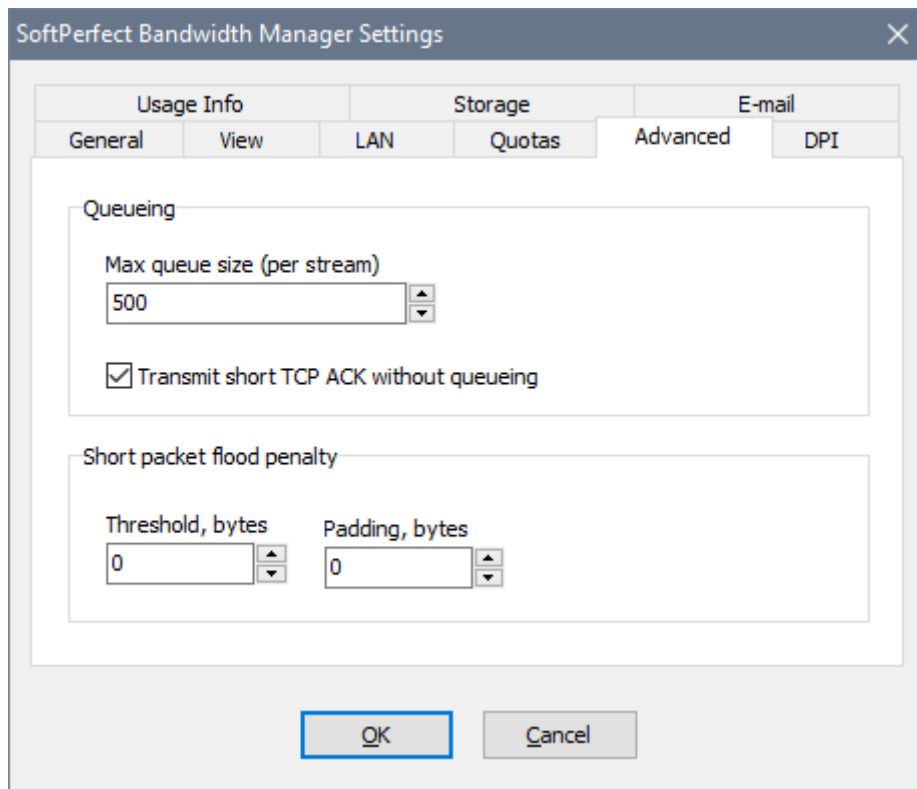 SoftPerfect Bandwidth Manager Settings
Usage Info Storage E-mail
General View LAN Quotas Advanced DPI
Queueing
Max queue size (per stream)
500
Transmit short TCP ACK without queueing
Short packet flood penalty
Threshold, bytes Padding, bytes
0 0
OK Cancel